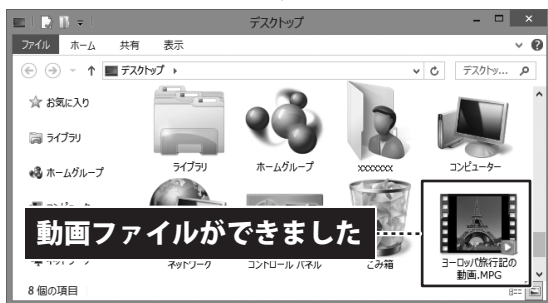 デスクトップ
ファイル ホーム 共有 表示
デスクトップ
デスクトッ...
お気に入り
ライブラリ
ホームグループ
ライブラリ
ホームグループ
xxxxxxx
コンピューター
動画ファイルができました
ネットワーク
コントロール パネル
ごみ箱
ヨーロッパ旅行記の
動画.MPG
8 個の項目